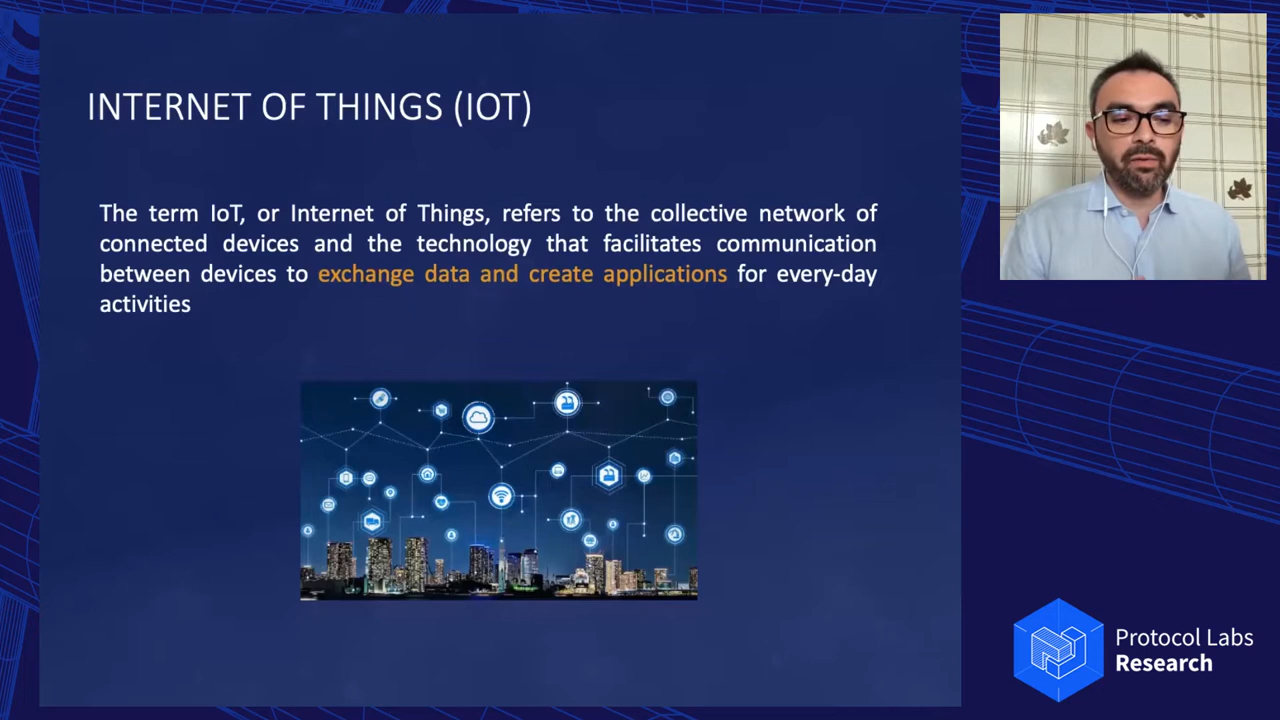 INTERNET OF THINGS (IOT)
The term IoT, or Internet of Things, refers to the collective network of
connected devices and the technology that facilitates communication
between devices to exchange data and create applications for every-day
activities
Protocol Labs
Research